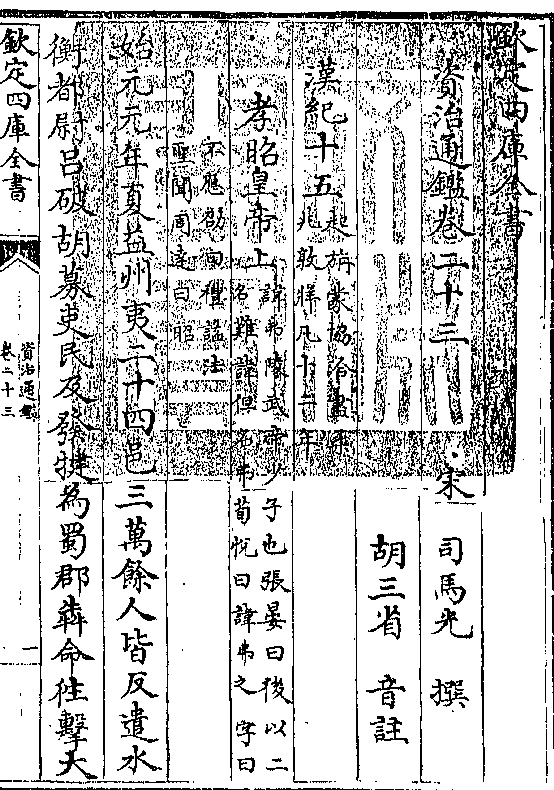 欽定四庫全書
資治通鑑卷二十三
宋 司馬光 撰
胡三省 音註
漢紀十五 起旃蒙協洽盡柔
兆敦牂凡十二年
孝昭皇帝上 諱弗陵武帝少子也張晏曰後以二
名難諱但名弗荀悅曰諱弗之字曰
不應劭曰禮諡法
聖聞周達曰昭
始元元年夏益州夷二十四邑三萬餘人皆反遣水
衡都尉呂破胡募吏民及發犍為蜀郡犇命往擊大
欽定四庫全書
資治通鑑
卷二十三
一